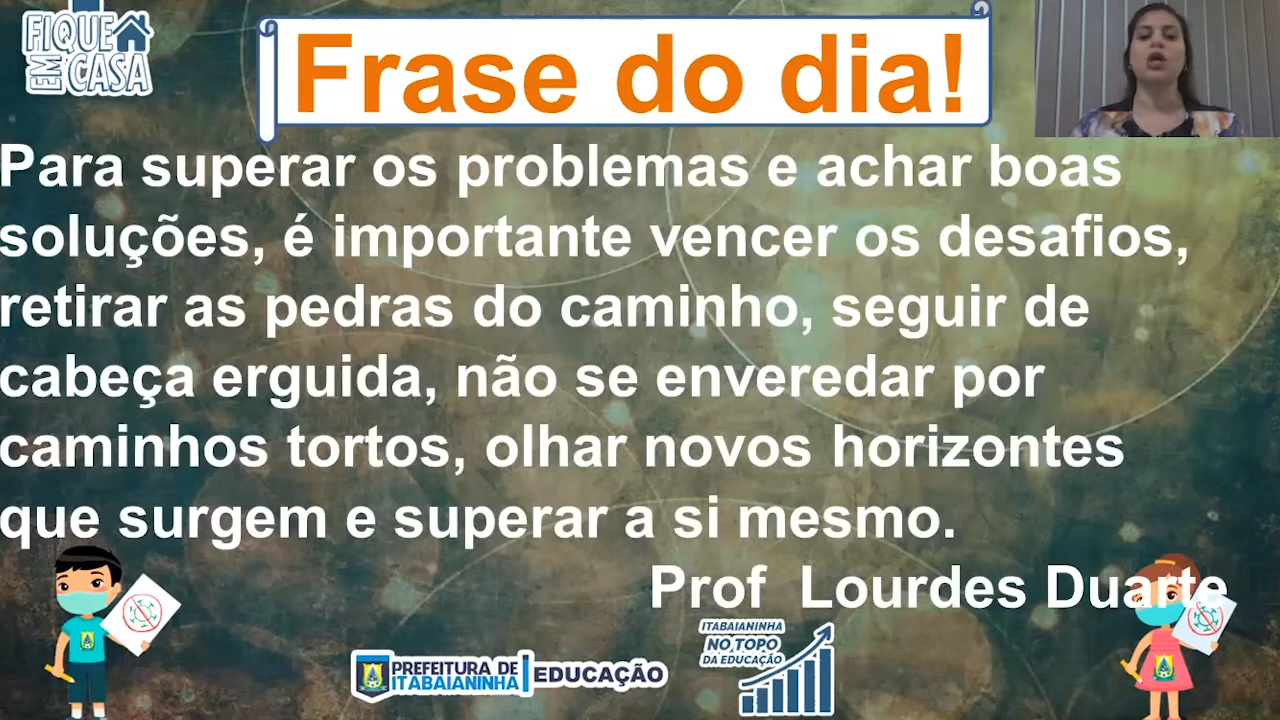 FIQUE
EM CASA
Frase do dia!
Para superar os problemas e achar boas
soluções, é importante vencer os desafios,
retirar as pedras do caminho, seguir de
cabeça erguida, não se enveredar por
caminhos tortos, olhar novos horizontes
que surgem e superar a si mesmo.
Prof Lourdes Duarte
ITABAIANINHA
NO TOPO
DA EDUCAÇÃO
PREFEITURA DE
ITABAIANINHA
EDUCAÇÃO